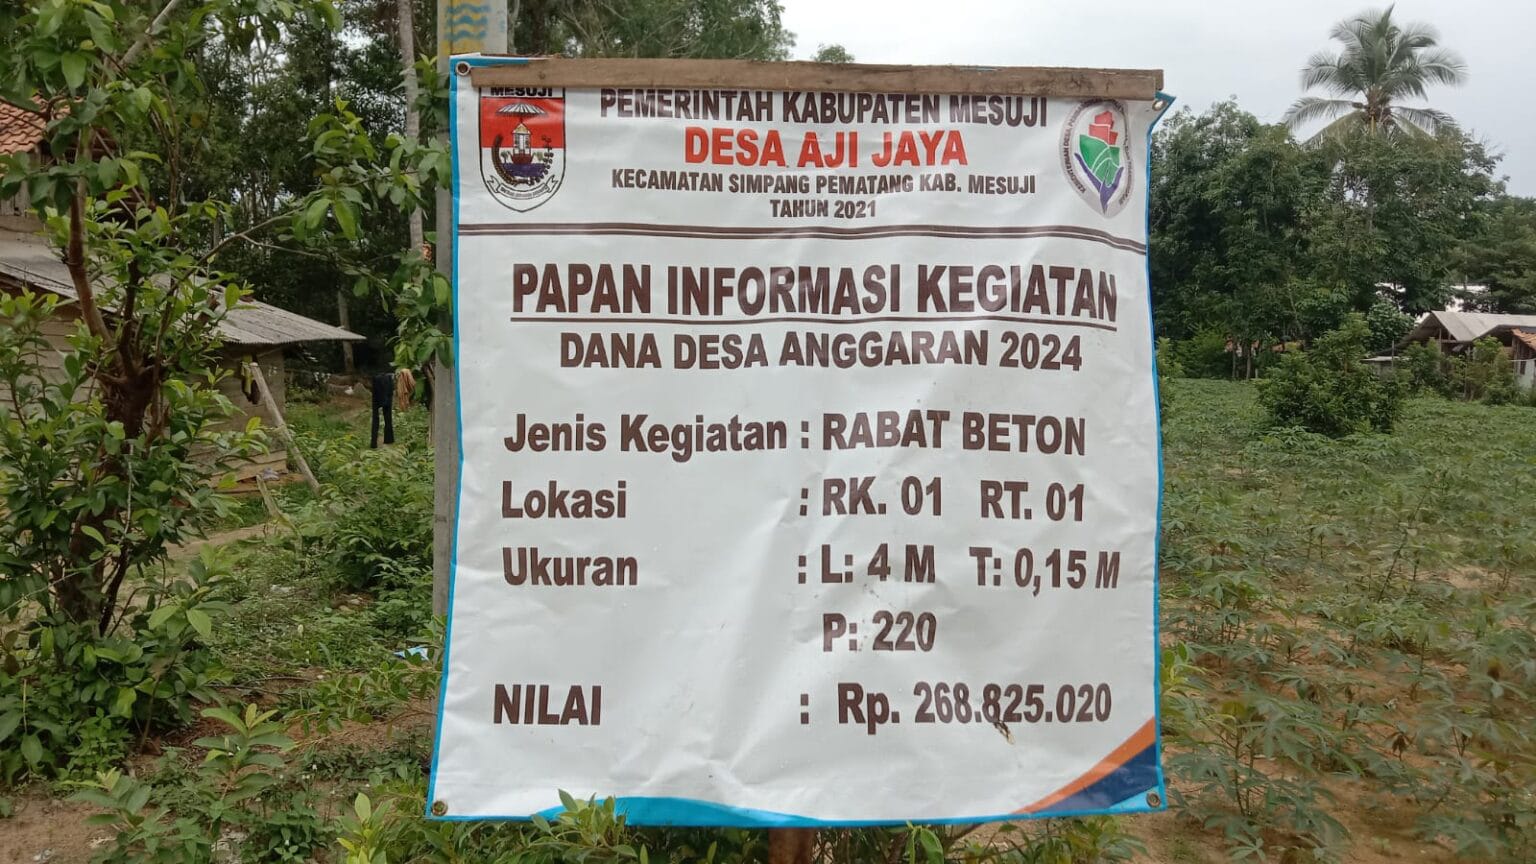 MESUJI
PEMERINTAH KABUPATEN MESUJI
DESA AJI JAYA
KECAMATAN SIMPANG PEMATANG KAB. MESUJI
TAHUN 2021
PAPAN INFORMASI KEGIATAN
DANA DESA ANGGARAN 2024
Jenis Kegiatan : RABAT BETON
Lokasi : RK. 01 RT. 01
Ukuran : L: 4 M T: 0,15 M
P: 220
NILAI : Rp. 268.825.020